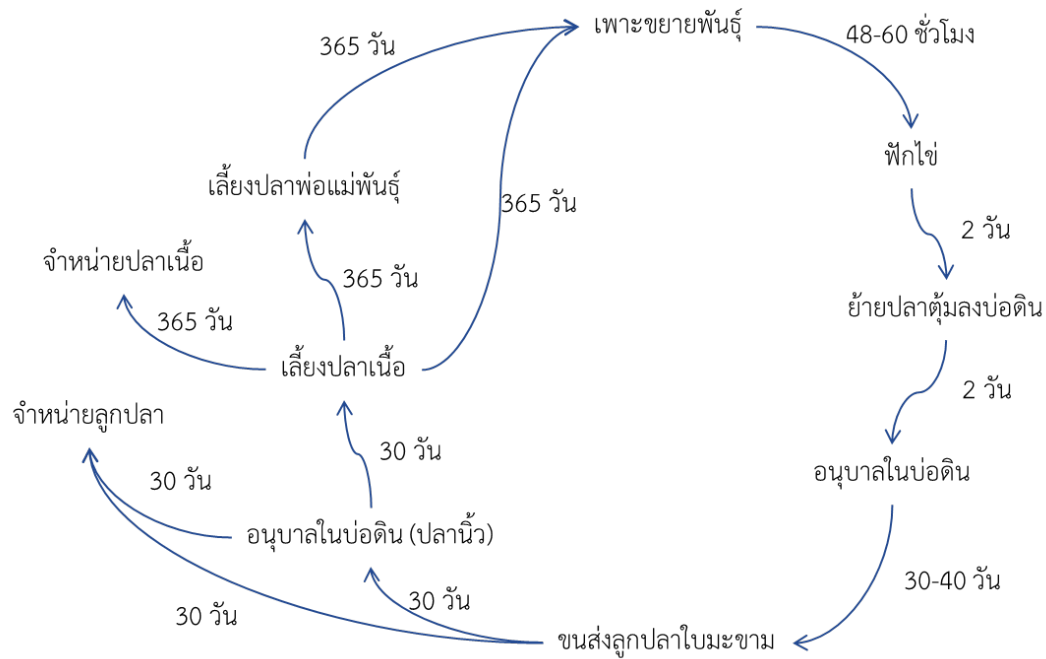 เพาะขยายพันธุ์
48-60 ชั่วโมง
365 วัน
ฟักไข่
เลี้ยงปลาพ่อแม่พันธุ์
365 วัน
2 วัน
จำหน่ายปลาเนื้อ
365 วัน
ย้ายปลาตุ้มลงบ่อดิน
365 วัน
เลี้ยงปลาเนื้อ
2 วัน
จำหน่ายลูกปลา
30 วัน
อนุบาลในบ่อดิน
30 วัน
อนุบาลในบ่อดิน (ปลานิ้ว)
30-40 วัน
30 วัน
30 วัน
ขนส่งลูกปลาใบมะขาม